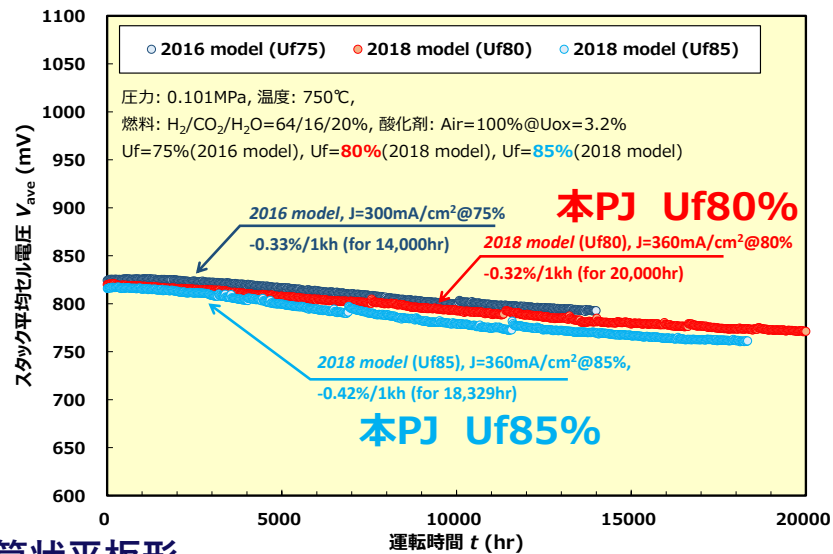 1100
1050
1000
950
900
850
800
750
700
650
600
スタック平均セル電圧 Vave (mV)
2016 model (Uf75) 2018 model (Uf80) 2018 model (Uf85)
圧力: 0.101MPa, 温度: 750℃,
燃料: H2/CO2/H2O=64/16/20%, 酸化剤: Air=100%@Uox=3.2%
Uf=75%(2016 model), Uf=80%(2018 model), Uf=85%(2018 model)
本PJ Uf80%
2016 model, J=300mA/cm²@75%
-0.33%/1kh (for 14,000hr)
2018 model (Uf80), J=360mA/cm²@80%
-0.32%/1kh (for 20,000hr)
2018 model (Uf85), J=360mA/cm²@85%,
-0.42%/1kh (for 18,329hr)
本PJ Uf85%
0 5000 10000 15000 20000
運転時間 t (hr)
筒状平板形